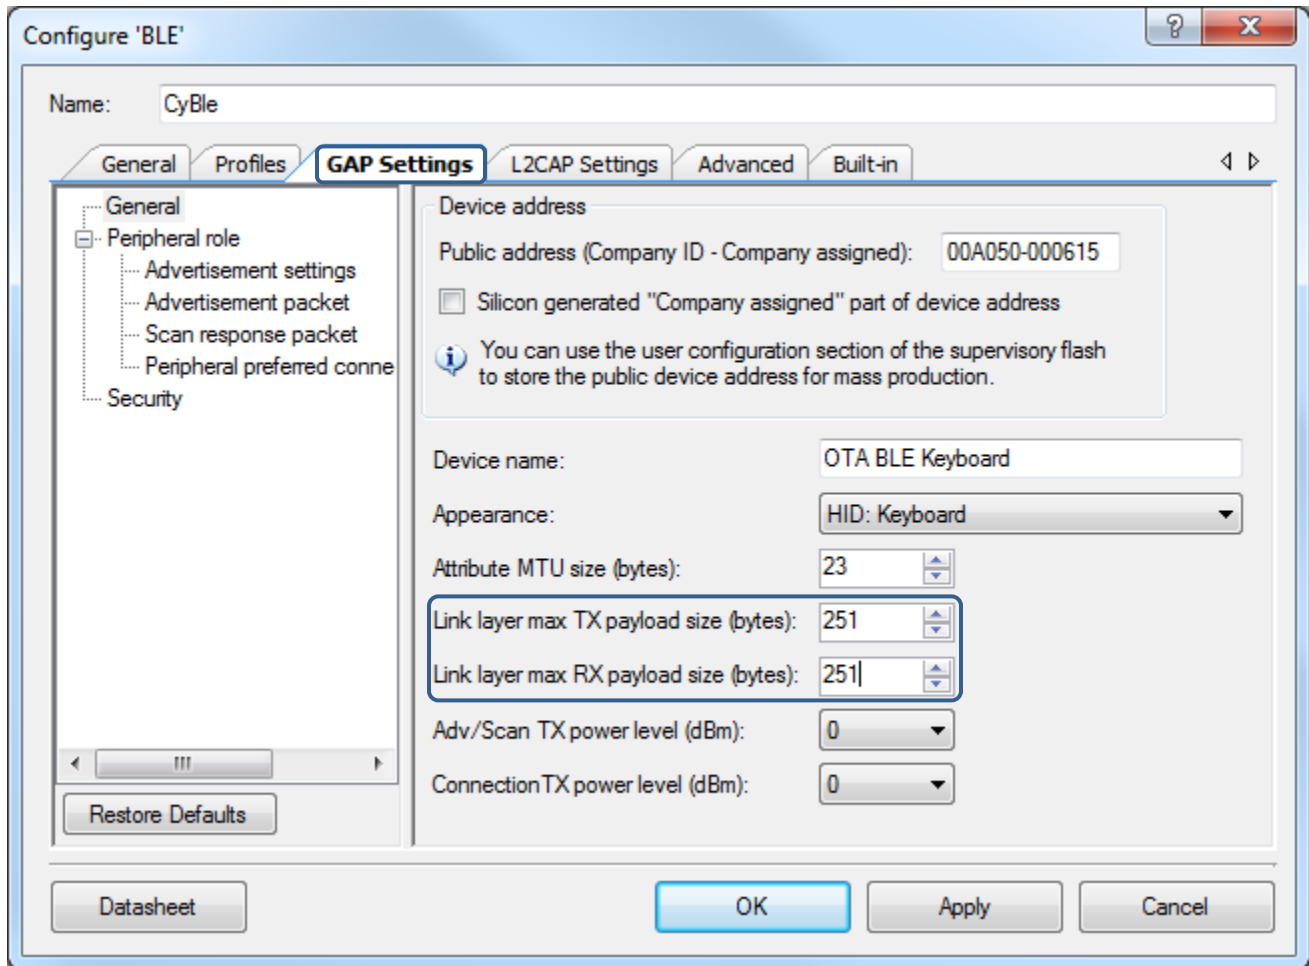 Configure 'BLE'
Name: CyBle
General Profiles GAP Settings L2CAP Settings Advanced Built-in
General
Peripheral role
Advertisement settings
Advertisement packet
Scan response packet
Peripheral preferred conne
Security
Restore Defaults
Device address
Public address (Company ID - Company assigned): 00A050-000615
Silicon generated "Company assigned" part of device address
You can use the user configuration section of the supervisory flash
to store the public device address for mass production.
Device name: OTA BLE Keyboard
Appearance: HID: Keyboard
Attribute MTU size (bytes): 23
Link layer max TX payload size (bytes): 251
Link layer max RX payload size (bytes): 251
Adv/Scan TX power level (dBm): 0
Connection TX power level (dBm): 0
Datasheet OK Apply Cancel